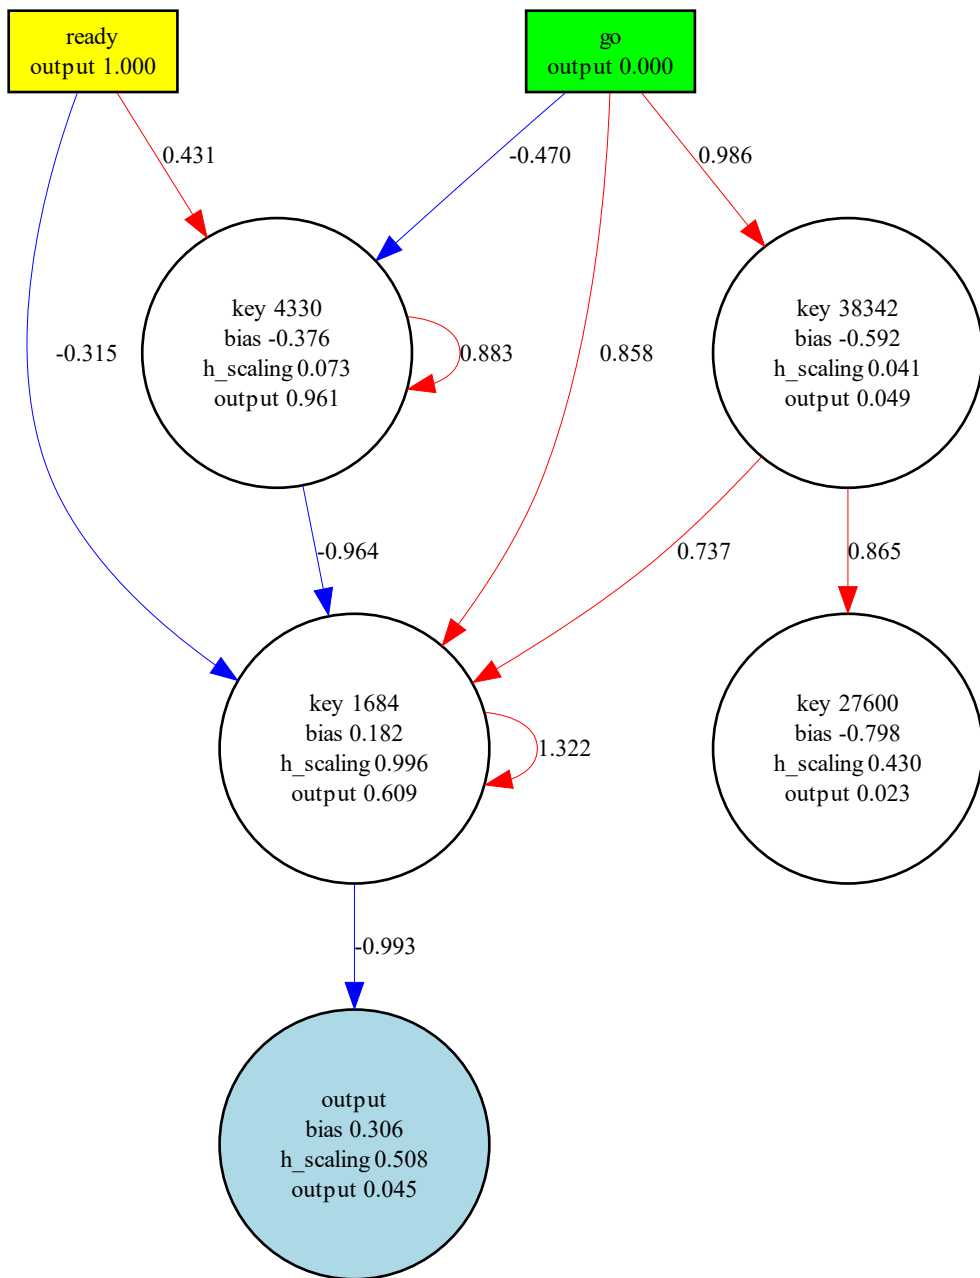 ready
output 1.000
go
output 0.000
0.431
-0.470
0.986
key 4330
bias -0.376
h_scaling 0.073
output 0.961
key 38342
bias -0.592
h_scaling 0.041
output 0.049
-0.315
0.883
0.858
-0.964
0.737
0.865
key 1684
bias 0.182
h_scaling 0.996
output 0.609
1.322
key 27600
bias -0.798
h_scaling 0.430
output 0.023
-0.993
output
bias 0.306
h_scaling 0.508
output 0.045